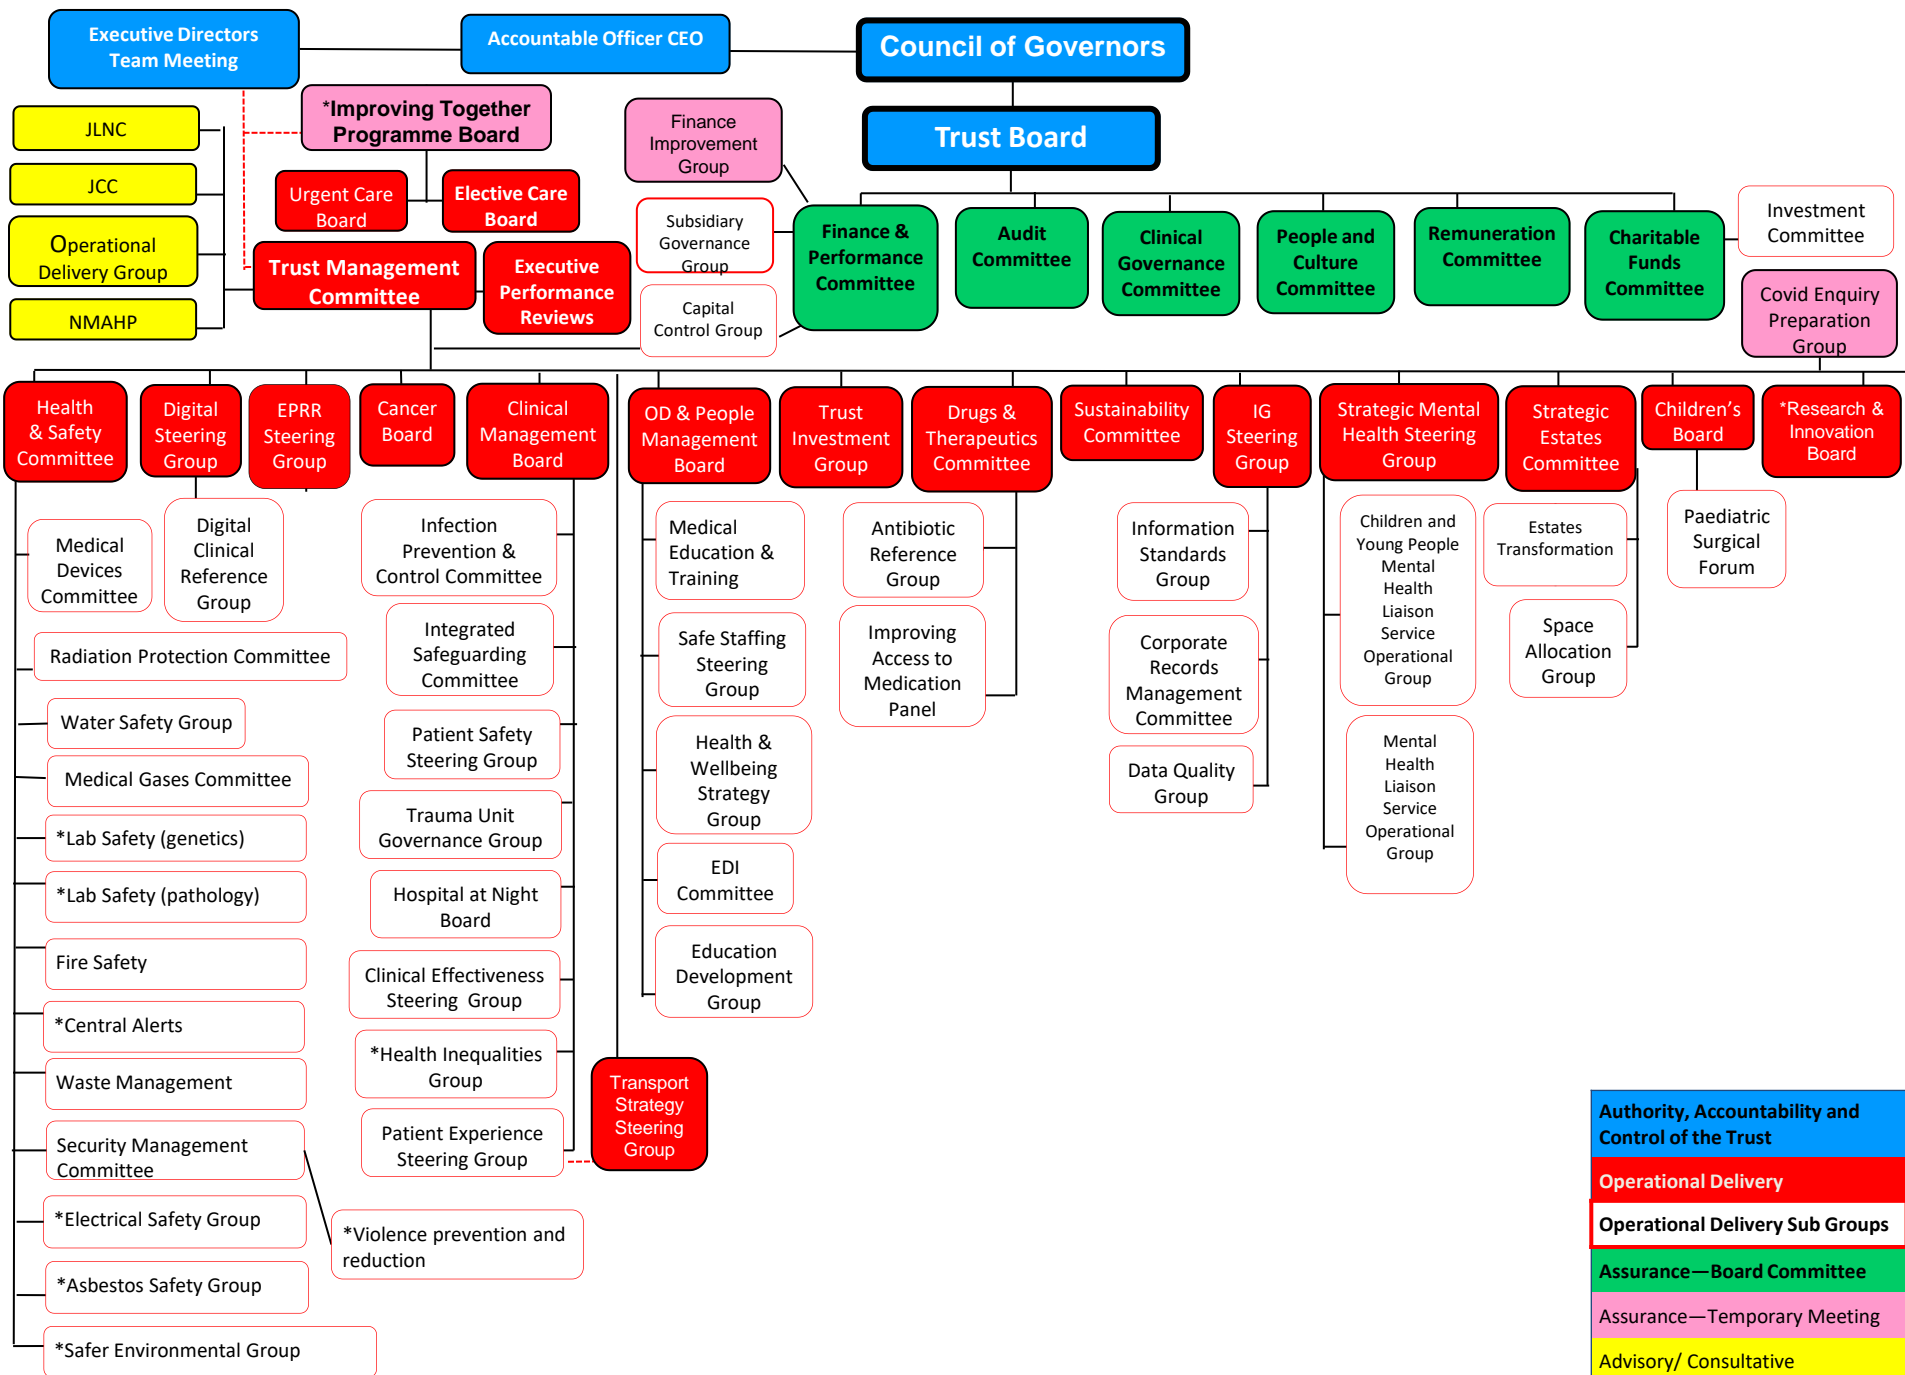 Executive Directors
Team Meeting
Accountable Officer CEO
Council of Governors
Trust Board
JLNC
JCC
Operational
Delivery Group
NMAHP
*Improving Together
Programme Board
Urgent Care
Board
Elective Care
Board
Trust Management
Committee
Executive
Performance
Reviews
Finance
Improvement
Group
Subsidiary
Governance
Group
Capital
Control Group
Finance &
Performance
Committee
Audit
Committee
Clinical
Governance
Committee
People and
Culture
Committee
Remuneration
Committee
Charitable
Funds
Committee
Investment
Committee
Covid Enquiry
Preparation
Group
Health
& Safety
Committee
Digital
Steering
Group
EPRR
Steering
Group
Cancer
Board
Clinical
Management
Board
OD & People
Management
Board
Trust
Investment
Group
Drugs &
Therapeutics
Committee
Sustainability
Committee
IG
Steering
Group
Strategic Mental
Health Steering
Group
Strategic
Estates
Committee
Children's
Board
*Research &
Innovation
Board
Medical
Devices
Committee
Radiation Protection Committee
Water Safety Group
Medical Gases Committee
*Lab Safety (genetics)
*Lab Safety (pathology)
Fire Safety
*Central Alerts
Waste Management
Security Management
Committee
*Electrical Safety Group
*Asbestos Safety Group
*Safer Environmental Group
*Violence prevention and
reduction
Digital
Clinical
Reference
Group
Infection
Prevention &
Control Committee
Integrated
Safeguarding
Committee
Patient Safety
Steering Group
Trauma Unit
Governance Group
Hospital at Night
Board
Clinical Effectiveness
Steering Group
*Health Inequalities
Group
Patient Experience
Steering Group
Transport
Strategy
Steering
Group
Medical
Education &
Training
Safe Staffing
Steering
Group
Health &
Wellbeing
Strategy
Group
EDI
Committee
Education
Development
Group
Antibiotic
Reference
Group
Improving
Access to
Medication
Panel
Information
Standards
Group
Corporate
Records
Management
Committee
Data Quality
Group
Children and
Young People
Mental
Health
Liaison
Service
Operational
Group
Mental
Health
Liaison
Service
Operational
Group
Estates
Transformation
Space
Allocation
Group
Paediatric
Surgical
Forum
Authority, Accountability and
Control of the Trust
Operational Delivery
Operational Delivery Sub Groups
Assurance—Board Committee
Assurance—Temporary Meeting
Advisory/ Consultative